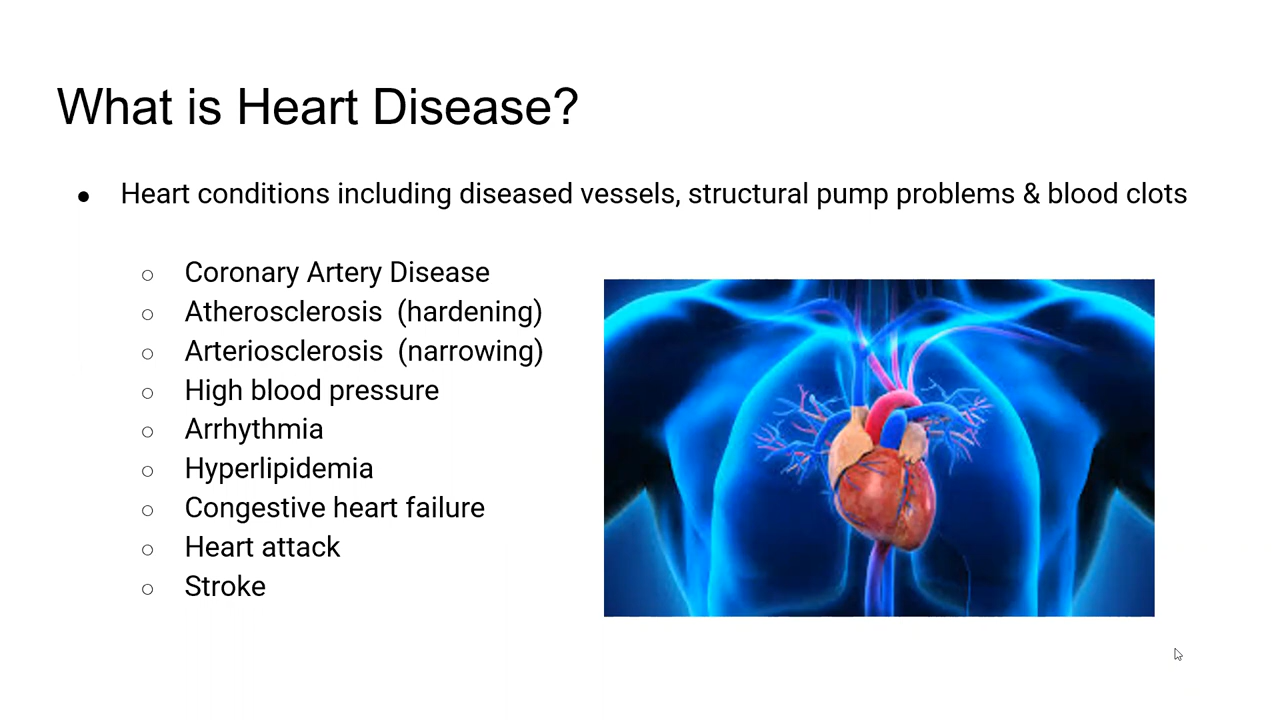 What is Heart Disease?
● Heart conditions including diseased vessels, structural pump problems & blood clots
○ Coronary Artery Disease
○ Atherosclerosis  (hardening)
○ Arteriosclerosis  (narrowing)
○ High blood pressure
○ Arrhythmia
○ Hyperlipidemia
○ Congestive heart failure
○ Heart attack
○ Stroke